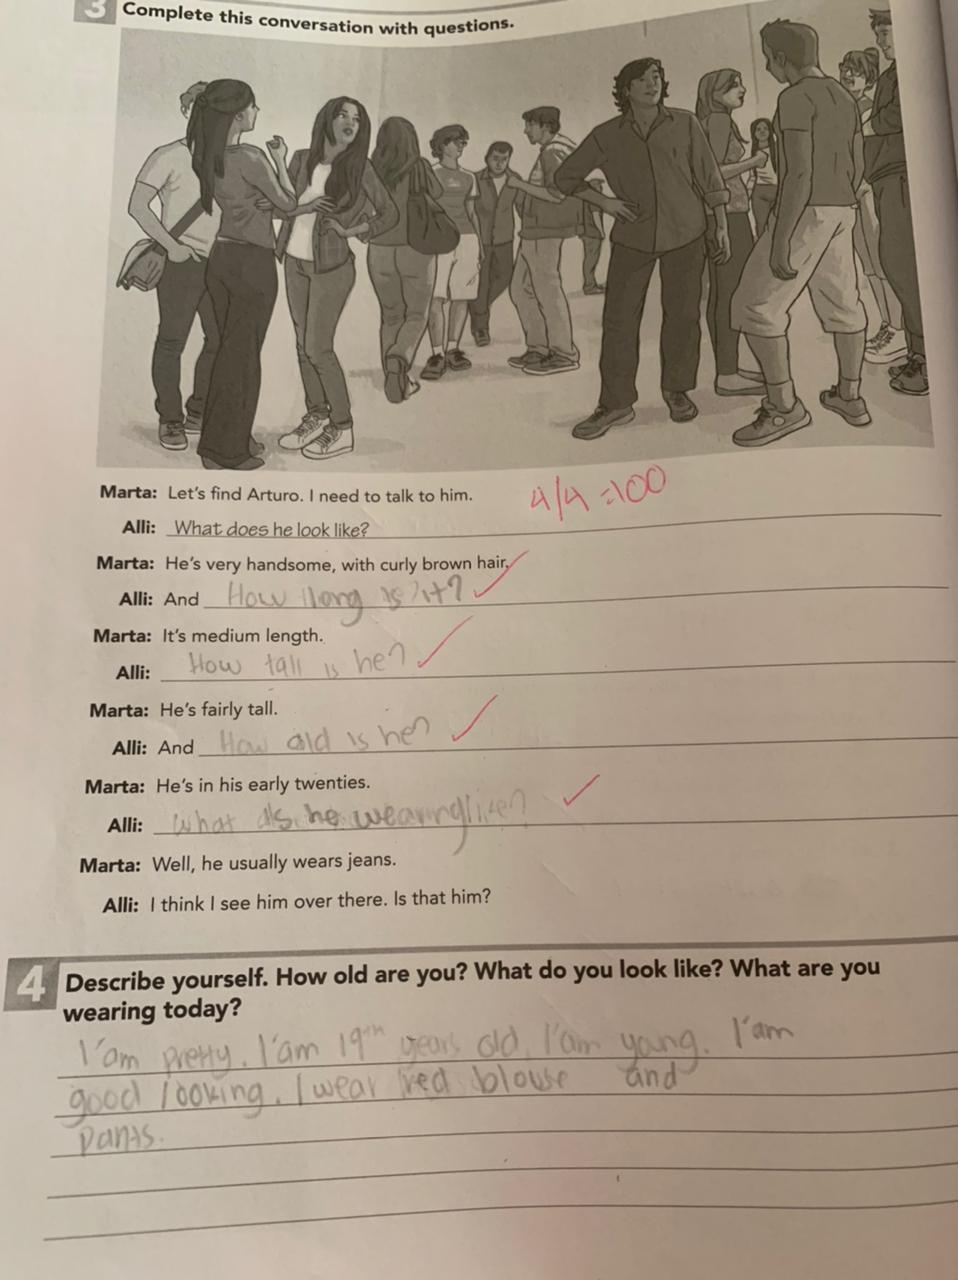 3 Complete this conversation with questions.
Marta: Let's find Arturo. I need to talk to him.
4/4 = 100
Alli: What does he look like?
Marta: He's very handsome, with curly brown hair.
Alli: And How long is it?
Marta: It's medium length.
Alli: How tall is he?
Marta: He's fairly tall.
Alli: And How old is he?
Marta: He's in his early twenties.
Alli: What is he wearing
Marta: Well, he usually wears jeans.
Alli: I think I see him over there. Is that him?
4 Describe yourself. How old are you? What do you look like? What are you
wearing today?
I'am pretty. I'am 19th years old. I'am young. I'am
good looking. I wear red blouse and
pants.